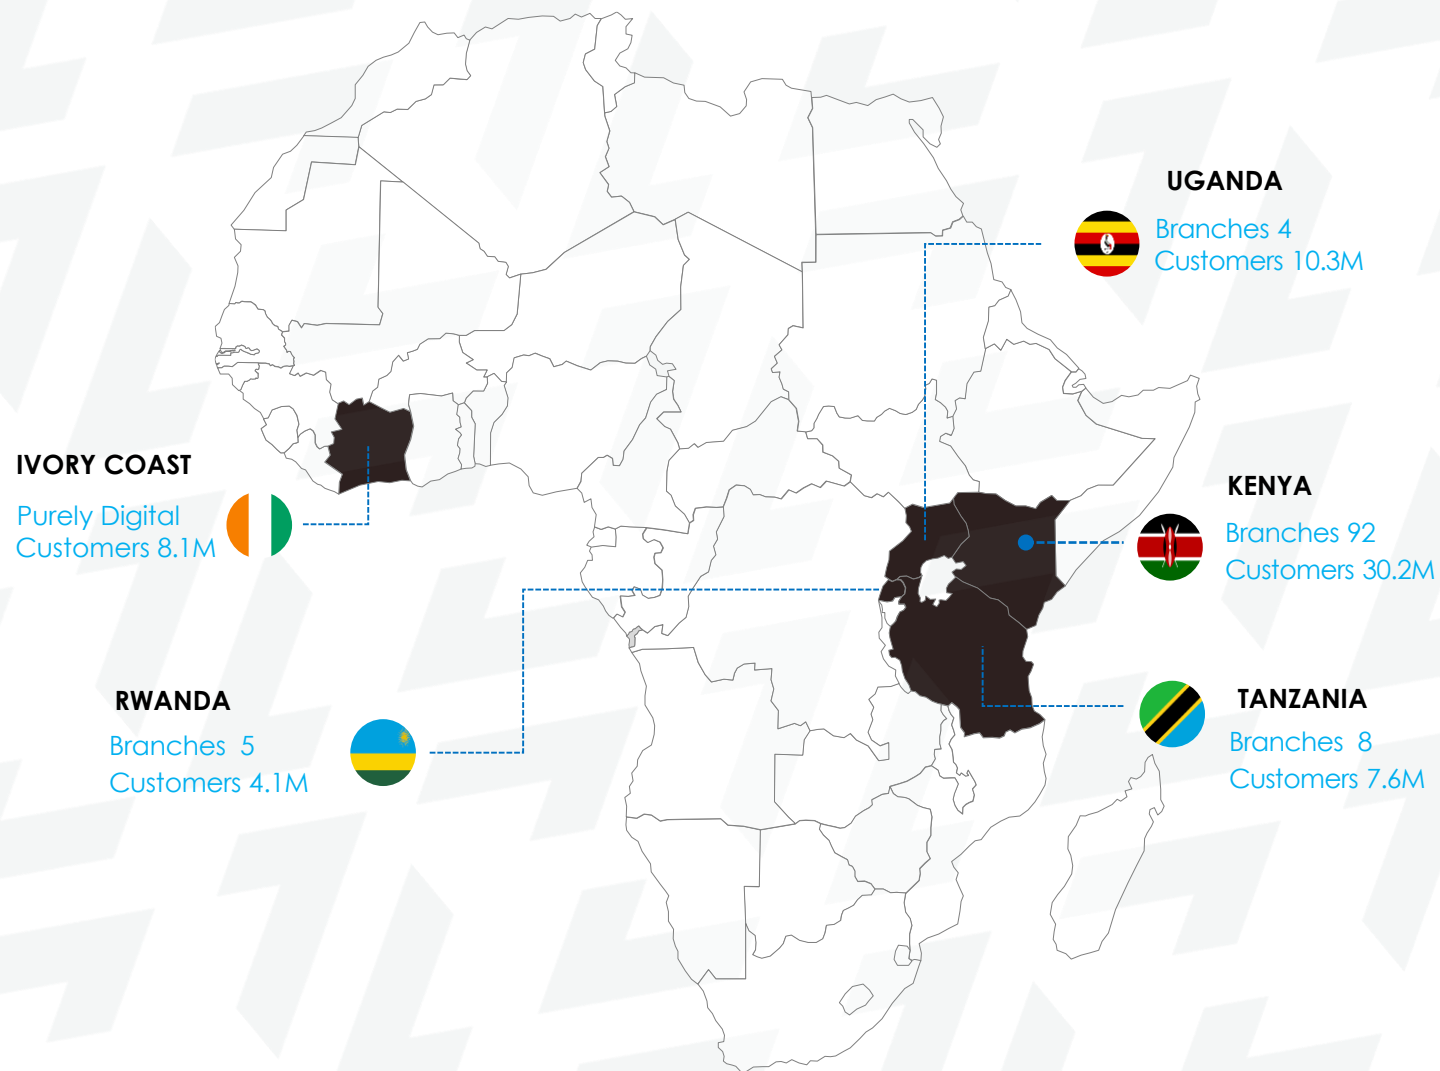 UGANDA
Branches 4
Customers 10.3M
IVORY COAST
Purely Digital
Customers 8.1M
KENYA
Branches 92
Customers 30.2M
RWANDA
Branches 5
Customers 4.1M
TANZANIA
Branches 8
Customers 7.6M